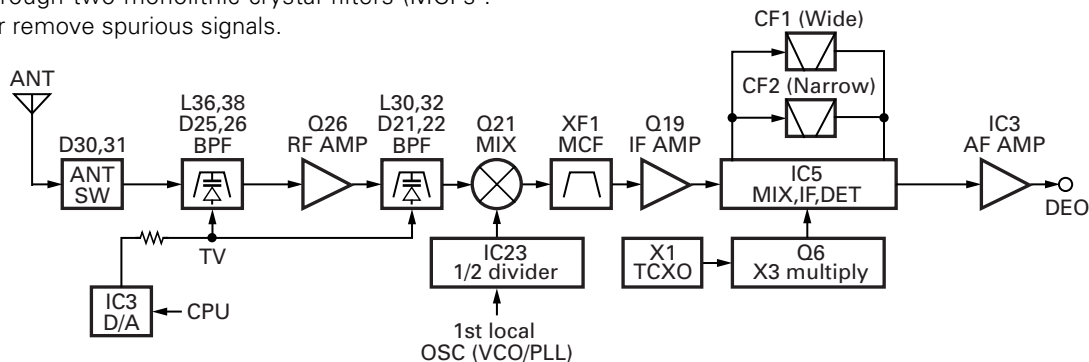 through two monolithic crystal filters (MCFs .
r remove spurious signals.
CF1 (Wide)
CF2 (Narrow)
ANT
D30,31
ANT
SW
L36,38
D25,26
BPF
Q26
RF AMP
L30,32
D21,22
BPF
Q21
MIX
XF1
MCF
Q19
IF AMP
IC5
MIX,IF,DET
IC3
AF AMP
DEO
TV
IC23
1/2 divider
X1
TCXO
Q6
X3 multiply
IC3
D/A
CPU
1st local
OSC (VCO/PLL)